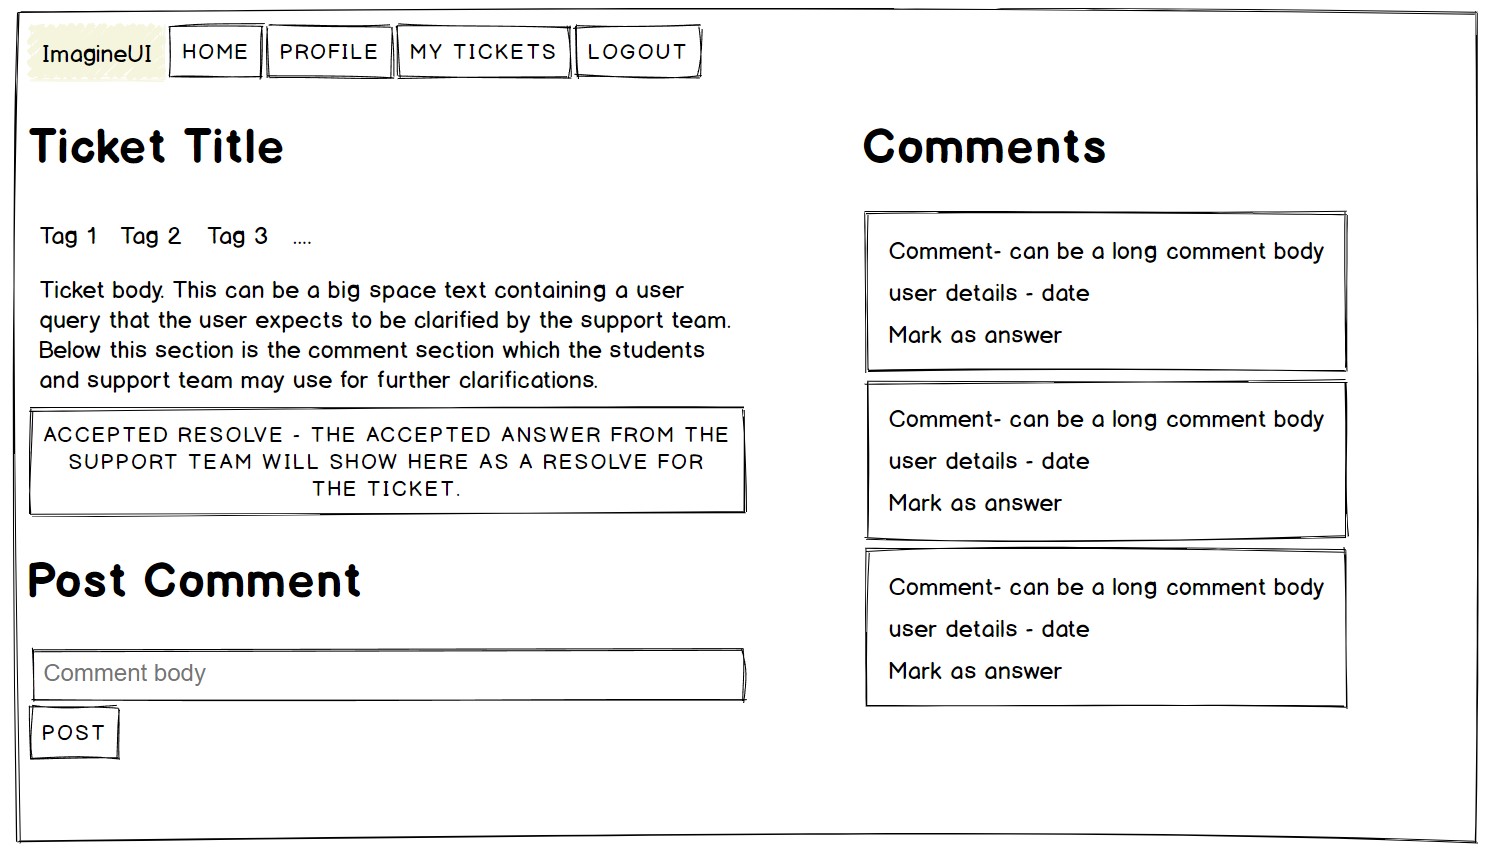 ImagineUI HOME PROFILE MY TICKETS LOGOUT
Ticket Title
Tag 1 Tag 2 Tag 3 ....
Ticket body. This can be a big space text containing a user
query that the user expects to be clarified by the support team.
Below this section is the comment section which the students
and support team may use for further clarifications.
ACCEPTED RESOLVE - THE ACCEPTED ANSWER FROM THE
SUPPORT TEAM WILL SHOW HERE AS A RESOLVE FOR
THE TICKET.
Post Comment
Comment body
POST
Comments
Comment- can be a long comment body
user details - date
Mark as answer
Comment- can be a long comment body
user details - date
Mark as answer
Comment- can be a long comment body
user details - date
Mark as answer